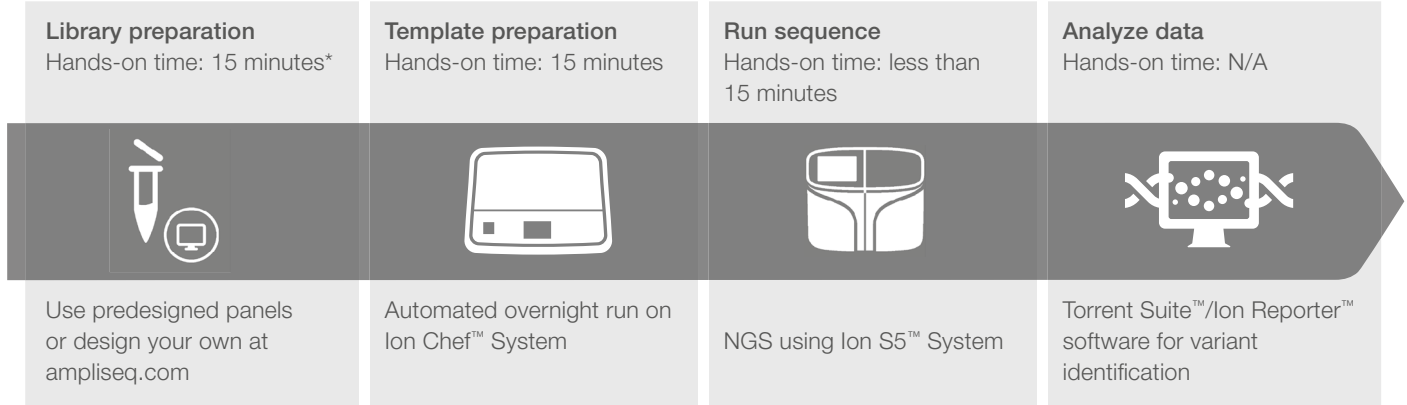 Library preparation
Hands-on time: 15 minutes*
Template preparation
Hands-on time: 15 minutes
Run sequence
Hands-on time: less than
15 minutes
Analyze data
Hands-on time: N/A
Use predesigned panels
or design your own at
ampliseq.com
Automated overnight run on
Ion Chef™ System
NGS using Ion S5™ System
Torrent Suite™/Ion Reporter™
software for variant
identification